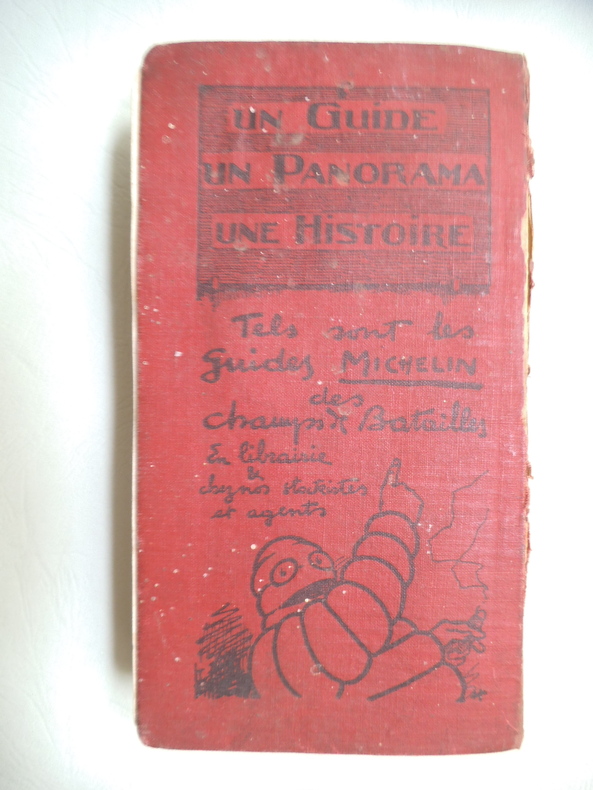 UN GUIDE
UN PANORAMA
UNE HISTOIRE
Tels sont les
Guides MICHELIN
des
champs de Batailles
En librairie
&
chez nos stockistes
et agents